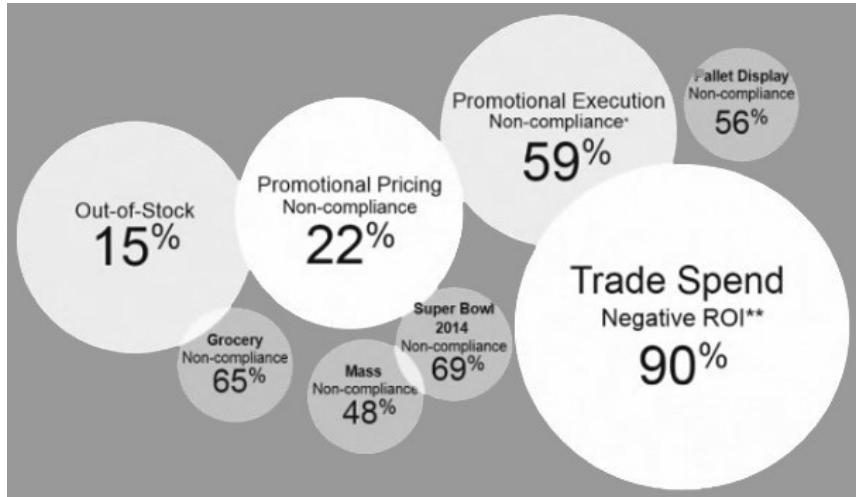 Out-of-Stock
15%
Promotional Pricing
Non-compliance
22%
Promotional Execution
Non-compliance*
59%
Pallet Display
Non-compliance
56%
Trade Spend
Negative ROI**
90%
Grocery
Non-compliance
65%
Mass
Non-compliance
48%
Super Bowl
2014
Non-compliance
69%